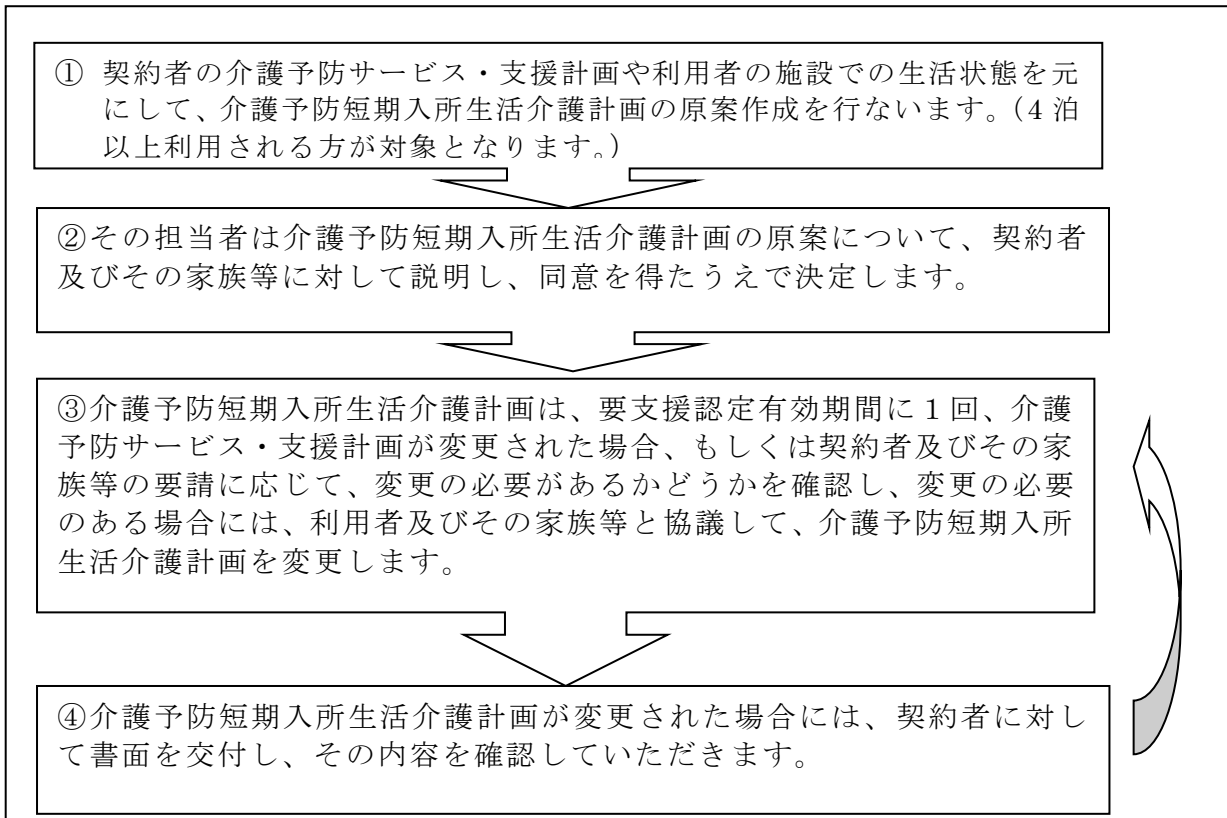 ① 契約者の介護予防サービス・支援計画や利用者の施設での生活状態を元
にして、介護予防短期入所生活介護計画の原案作成を行ないます。(4 泊
以上利用される方が対象となります。)
②その担当者は介護予防短期入所生活介護計画の原案について、契約者
及びその家族等に対して説明し、同意を得たうえで決定します。
③介護予防短期入所生活介護計画は、要支援認定有効期間に1回、介護
予防サービス・支援計画が変更された場合、もしくは契約者及びその家
族等の要請に応じて、変更の必要があるかどうかを確認し、変更の必要
のある場合には、利用者及びその家族等と協議して、介護予防短期入所
生活介護計画を変更します。
④介護予防短期入所生活介護計画が変更された場合には、契約者に対し
て書面を交付し、その内容を確認していただきます。